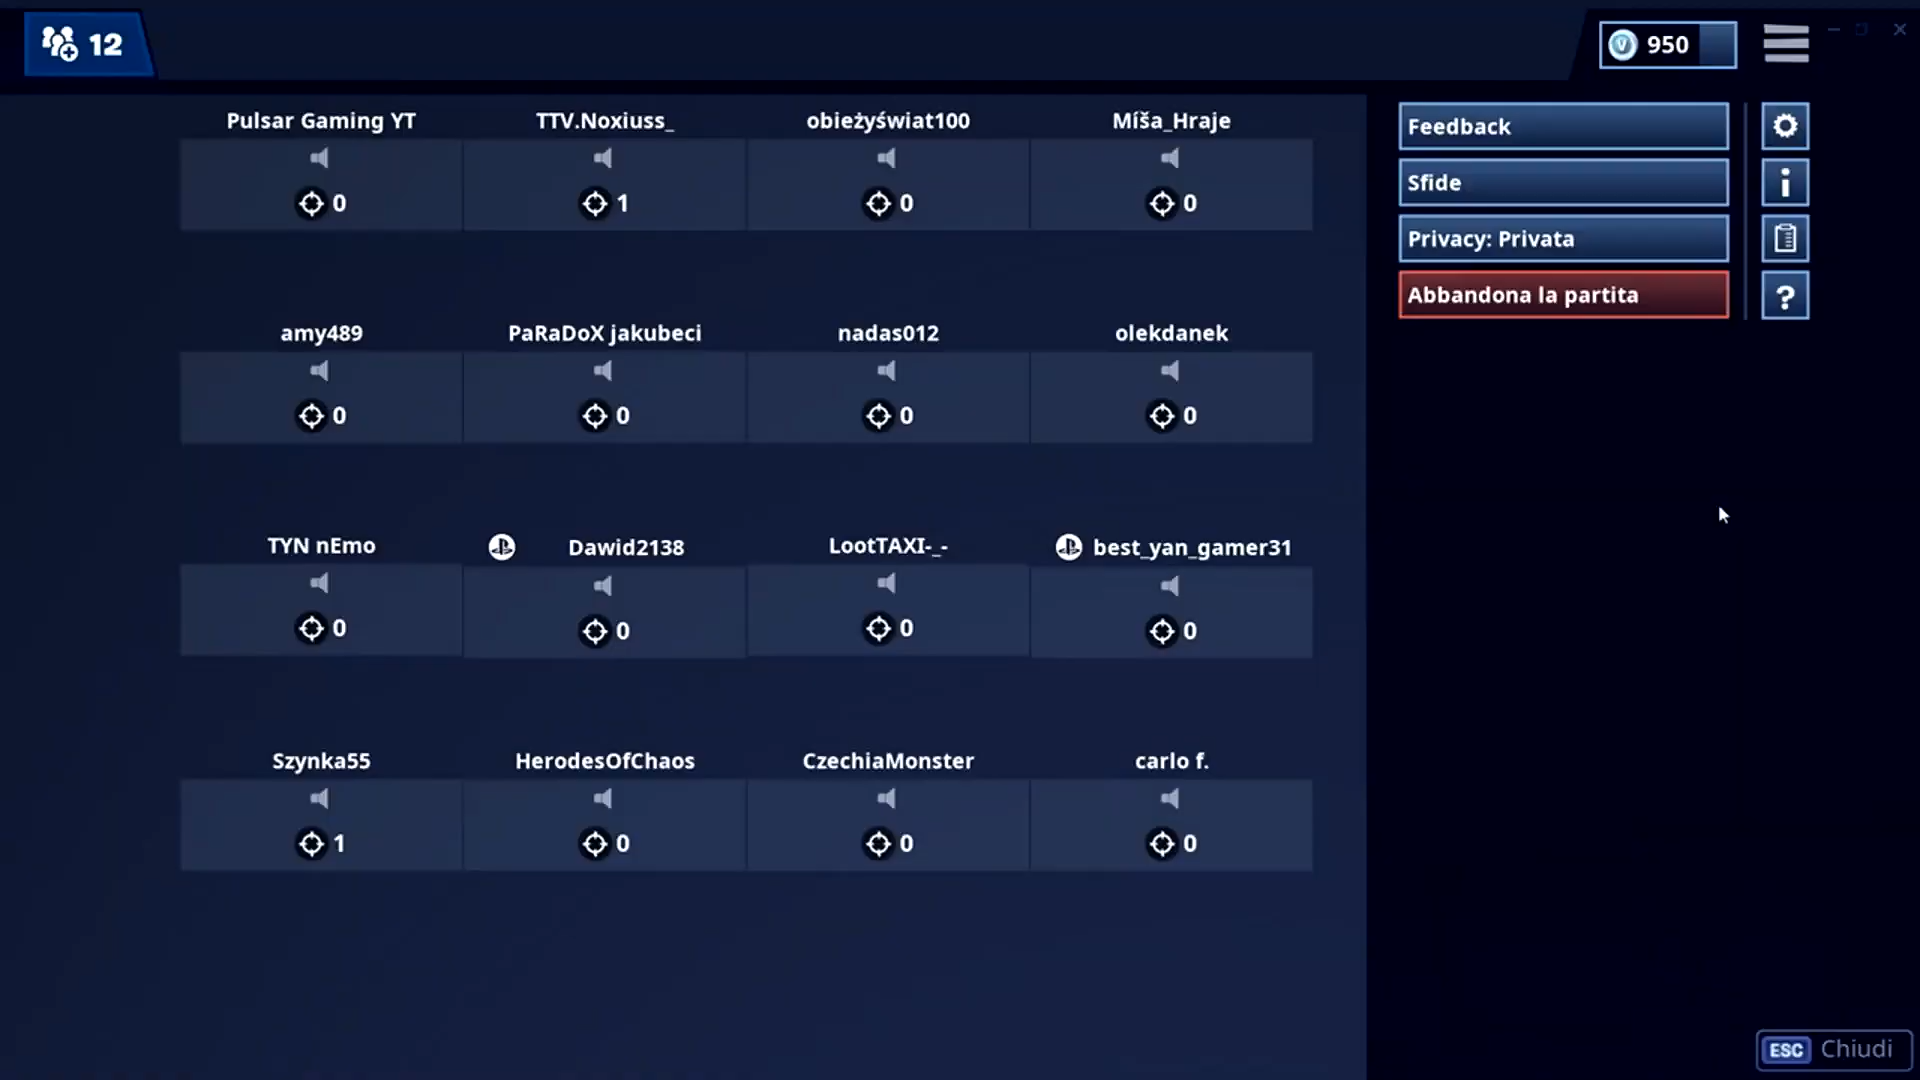 12
950
Pulsar Gaming YT
TTV.Noxiuss_
obieżyświat100
Míša_Hraje
0
1
0
0
amy489
PaRaDoX jakubeci
nadas012
olekdanek
0
0
0
0
TYN nEmo
Dawid2138
LootTAXI-_-
best_yan_gamer31
0
0
0
0
Szynka55
HerodesOfChaos
CzechiaMonster
carlo f.
1
0
0
0
Feedback
Sfide
Privacy: Privata
Abbandona la partita
ESC Chiudi